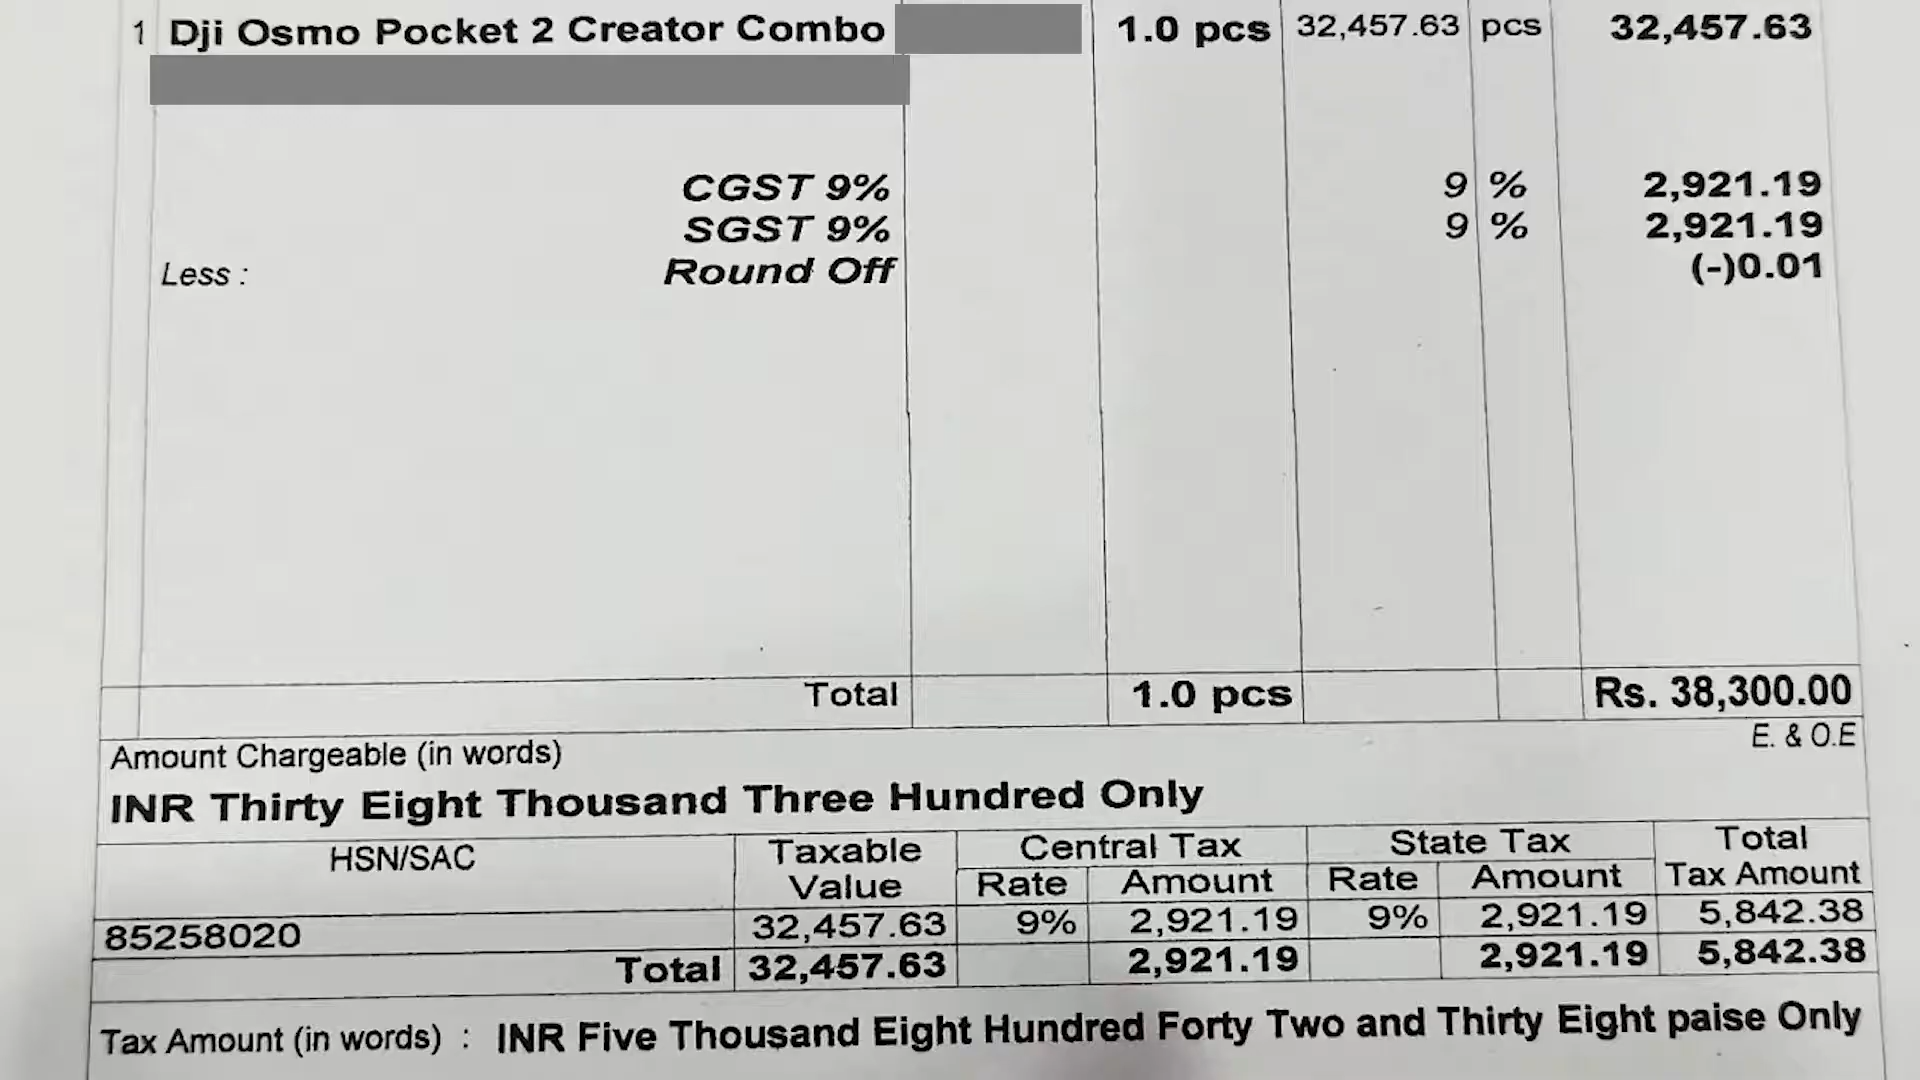 1 Dji Osmo Pocket 2 Creator Combo 1.0 pcs 32,457.63 pcs 32,457.63
CGST 9% 9 % 2,921.19
SGST 9% 9 % 2,921.19
Less : Round Off (-)0.01
Total 1.0 pcs Rs. 38,300.00
E. & O.E
Amount Chargeable (in words)
INR Thirty Eight Thousand Three Hundred Only
HSN/SAC Taxable Central Tax State Tax Total
Value Rate Amount Rate Amount Tax Amount
85258020 32,457.63 9% 2,921.19 9% 2,921.19 5,842.38
Total 32,457.63 2,921.19 2,921.19 5,842.38
Tax Amount (in words) : INR Five Thousand Eight Hundred Forty Two and Thirty Eight paise Only